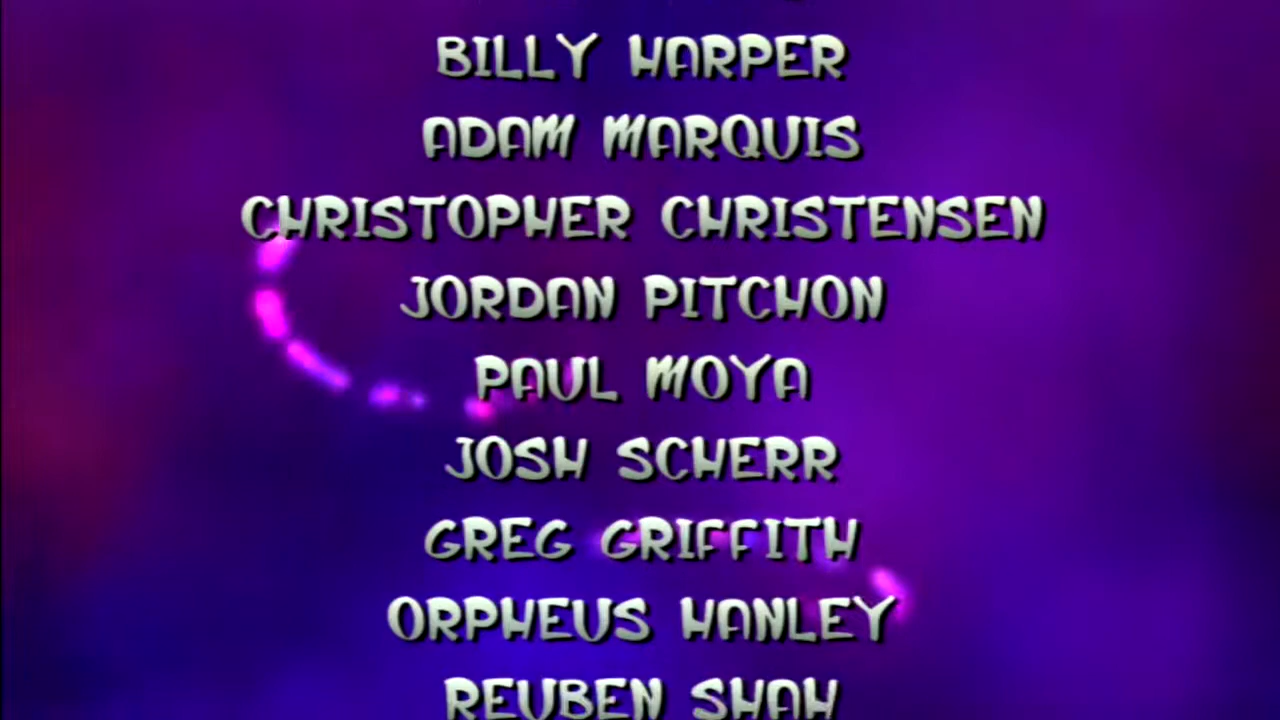 BILLY HARPER
ADAM MARQUIS
CHRISTOPHER CHRISTENSEN
JORDAN PITCHON
PAUL MOYA
JOSH SCHERR
GREG GRIFFITH
ORPHEUS HANLEY
REUBEN SHAH